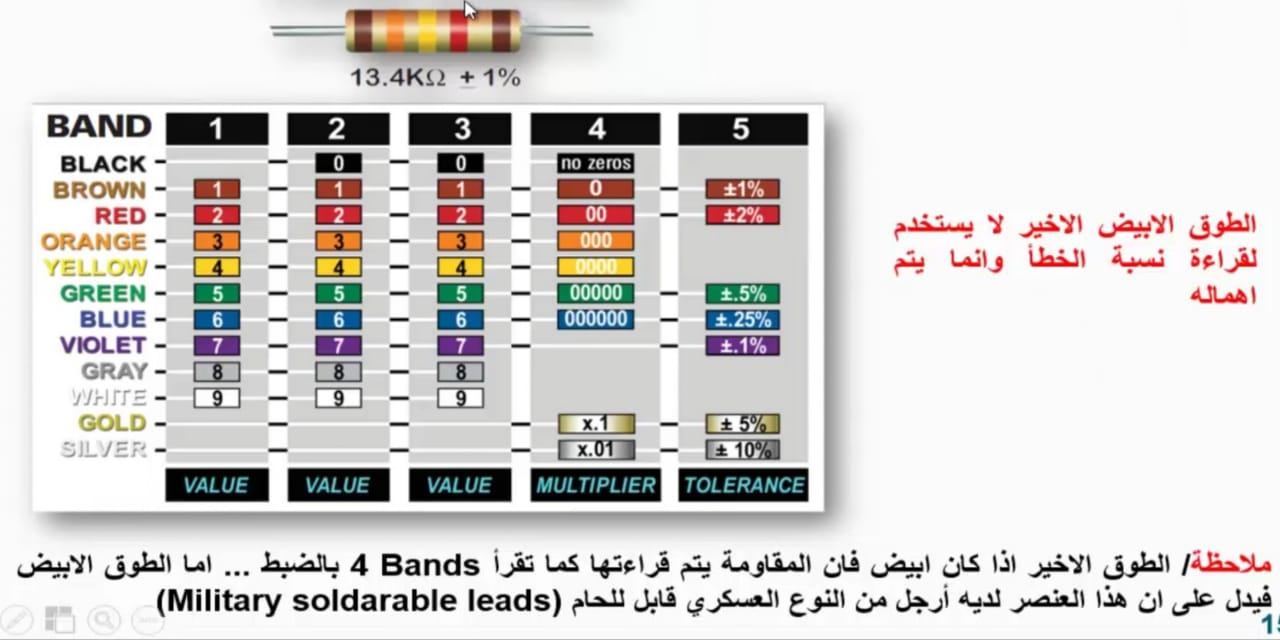 13.4KΩ ± 1%
BAND 1 2 3 4 5
BLACK 0 0 no zeros
BROWN 1 1 1 0 ±1%
RED 2 2 2 00 ±2%
ORANGE 3 3 3 000
YELLOW 4 4 4 0000
GREEN 5 5 5 00000 ±.5%
BLUE 6 6 6 000000 ±.25%
VIOLET 7 7 7 ±.1%
GRAY 8 8 8
WHITE 9 9 9
GOLD x.1 ± 5%
SILVER x.01 ± 10%
VALUE VALUE VALUE MULTIPLIER TOLERANCE
الطوق الابيض الاخير لا يستخدم
لقراءة نسبة الخطأ وانما يتم
اهماله
ملاحظة/ الطوق الاخير اذا كان ابيض فان المقاومة يتم قراءتها كما تقرأ 4 Bands بالضبط ... اما الطوق الابيض
فيدل على ان هذا العنصر لديه أرجل من النوع العسكري قابل للحام (Military soldarable leads)